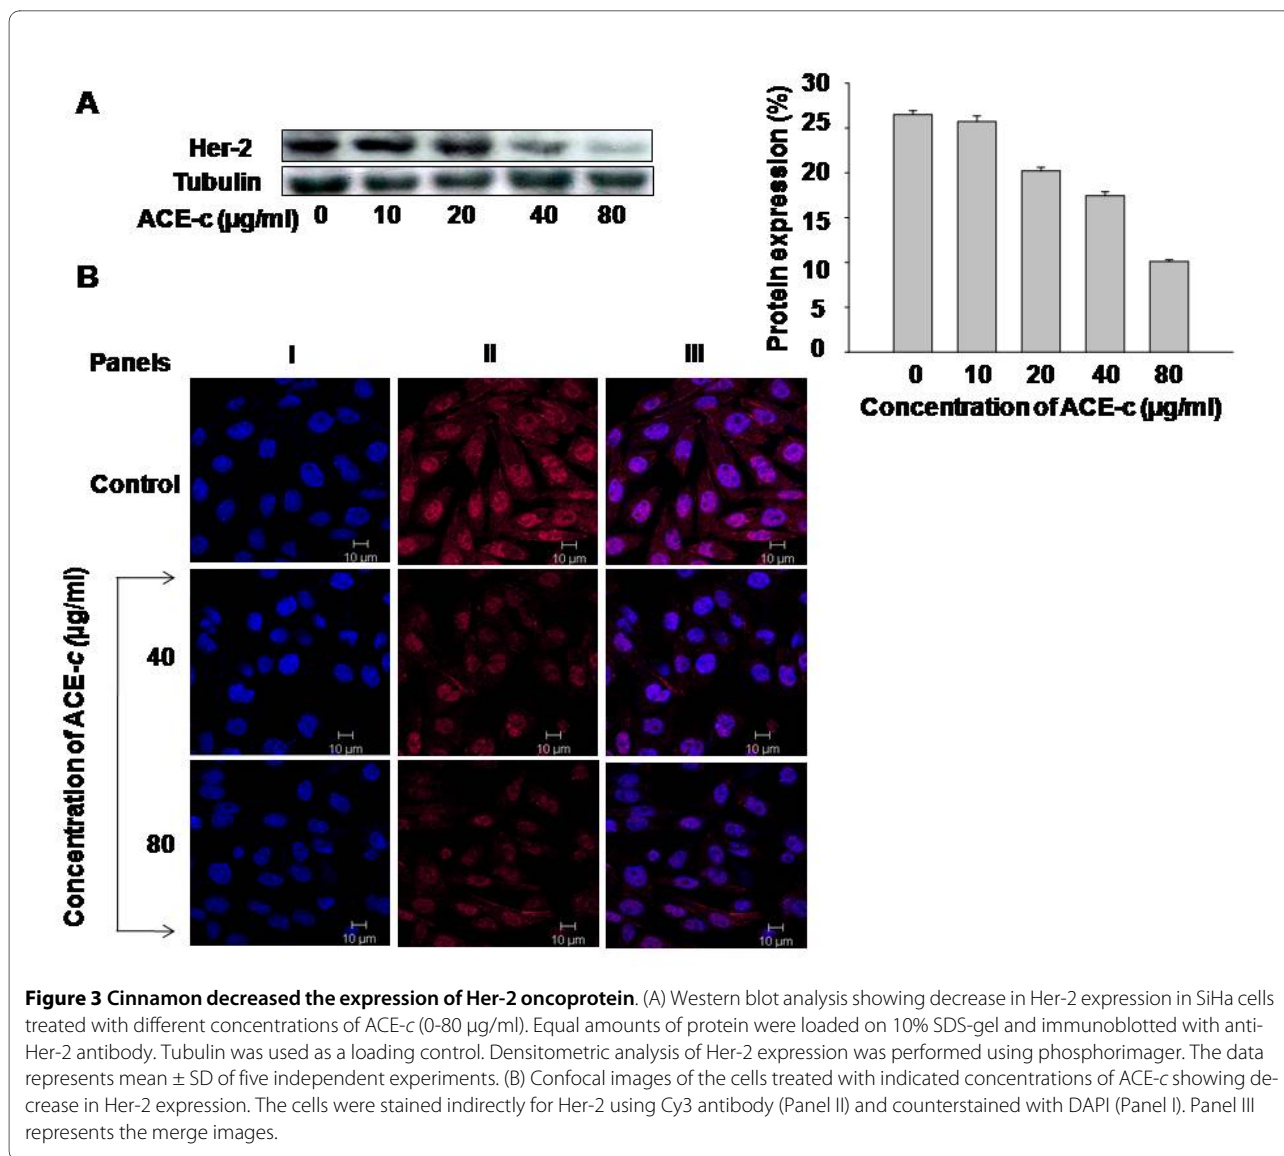 A
Her-2
Tubulin
ACE-c (µg/ml) 0 10 20 40 80
Protein expression (%)
30
25
20
15
10
5
0
0 10 20 40 80
Concentration of ACE-c (µg/ml)
B
Panels I II III
Control
10 µm 10 µm 10 µm
Concentration of ACE-c (µg/ml)
40
10 µm 10 µm 10 µm
80
10 µm 10 µm 10 µm
Figure 3 Cinnamon decreased the expression of Her-2 oncoprotein. (A) Western blot analysis showing decrease in Her-2 expression in SiHa cells
treated with different concentrations of ACE-c (0-80 µg/ml). Equal amounts of protein were loaded on 10% SDS-gel and immunoblotted with anti-
Her-2 antibody. Tubulin was used as a loading control. Densitometric analysis of Her-2 expression was performed using phosphorimager. The data
represents mean ± SD of five independent experiments. (B) Confocal images of the cells treated with indicated concentrations of ACE-c showing de-
crease in Her-2 expression. The cells were stained indirectly for Her-2 using Cy3 antibody (Panel II) and counterstained with DAPI (Panel I). Panel III
represents the merge images.